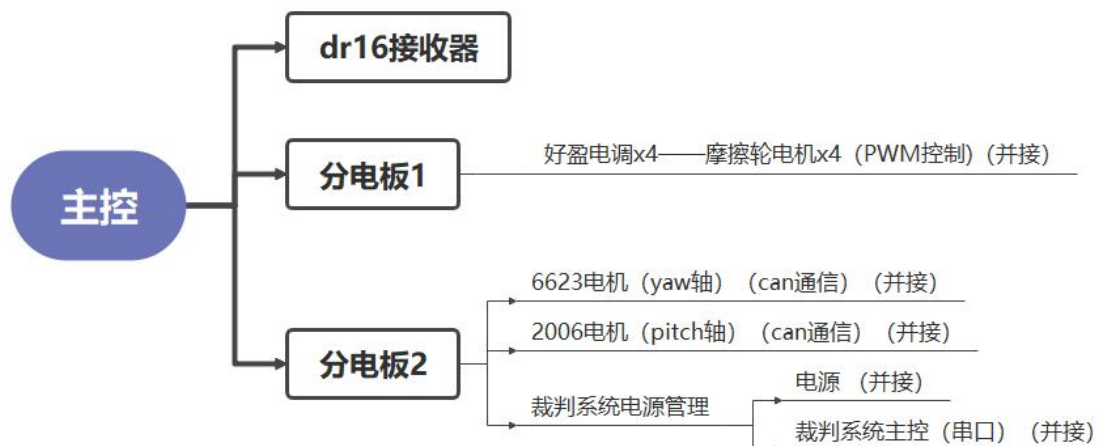 主控
dr16接收器
分电板1
好盈电调x4——摩擦轮电机x4（PWM控制)（并接）
分电板2
6623电机（yaw轴）（can通信）（并接）
2006电机（pitch轴）（can通信）（并接）
裁判系统电源管理
电源 （并接）
裁判系统主控（串口）（并接）